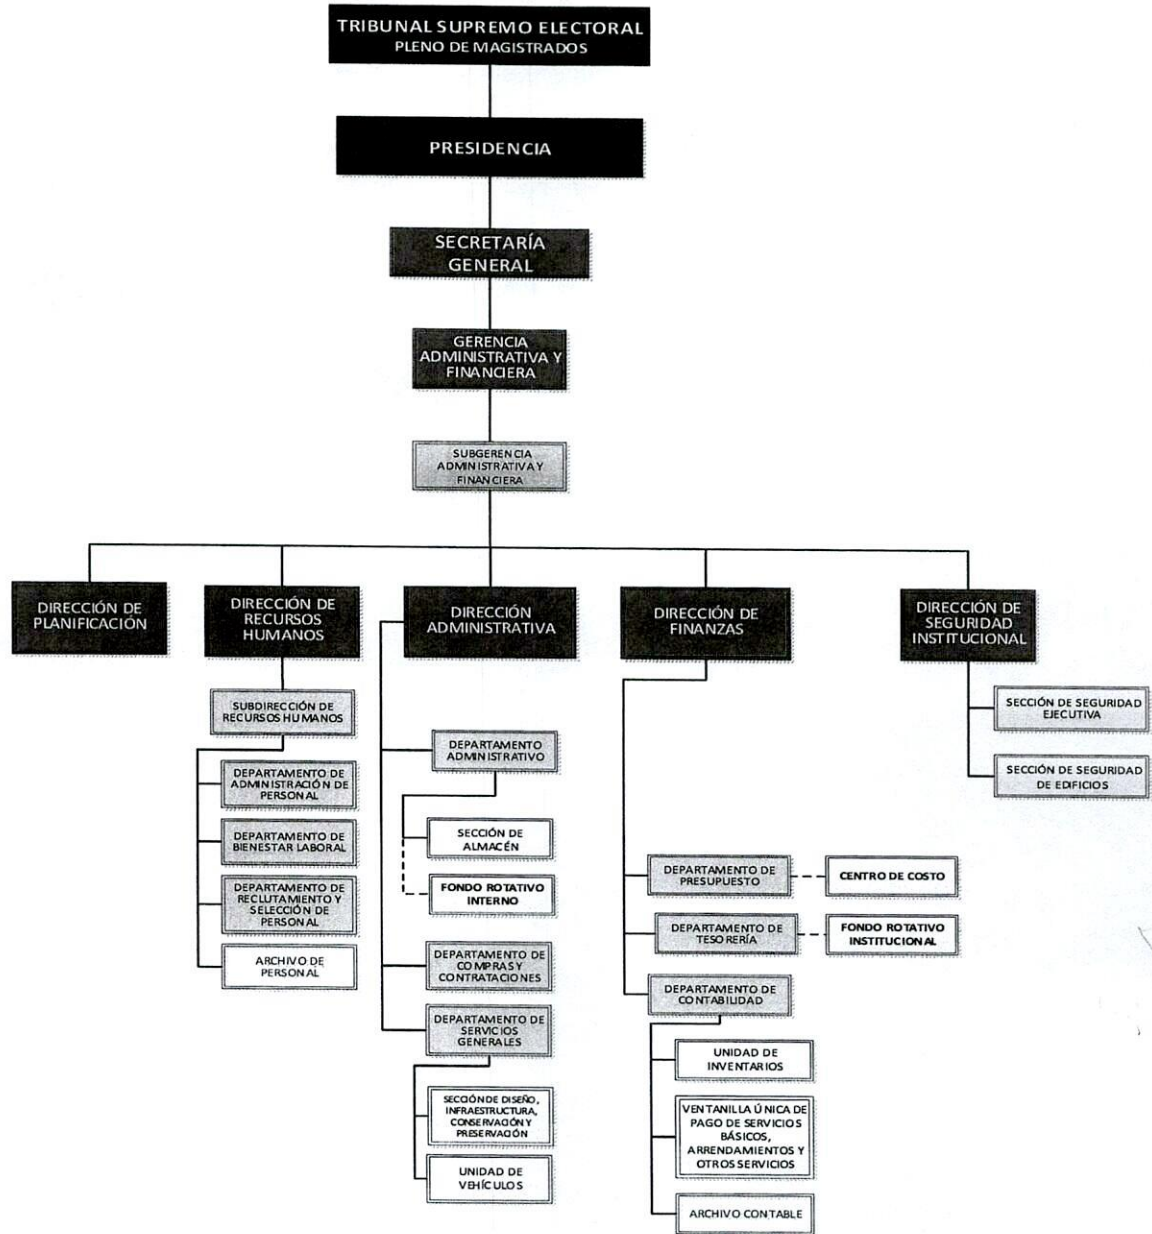 TRIBUNAL SUPREMO ELECTORAL
PLENO DE MAGISTRADOS
PRESIDENCIA
SECRETARÍA
GENERAL
GERENCIA
ADMINISTRATIVA Y
FINANCIERA
SUBGERENCIA
ADMINISTRATIVA Y
FINANCIERA
DIRECCIÓN DE
PLANIFICACIÓN
DIRECCIÓN DE
RECURSOS
HUMANOS
SUBDIRECCIÓN DE
RECURSOS HUMANOS
DEPARTAMENTO DE
ADMINISTRACIÓN DE
PERSONAL
DEPARTAMENTO DE
BIENESTAR LABORAL
DEPARTAMENTO DE
RECLUTAMIENTO Y
SELECCIÓN DE
PERSONAL
ARCHIVO DE
PERSONAL
DIRECCIÓN
ADMINISTRATIVA
DEPARTAMENTO
ADMINISTRATIVO
SECCIÓN DE
ALMACÉN
FONDO ROTATIVO
INTERNO
DEPARTAMENTO DE
COMPRAS Y
CONTRATACIONES
DEPARTAMENTO DE
SERVICIOS
GENERALES
SECCIÓN DE DISEÑO,
INFRAESTRUCTURA,
CONSERVACIÓN Y
PRESERVACIÓN
UNIDAD DE
VEHÍCULOS
DIRECCIÓN DE
FINANZAS
DEPARTAMENTO DE
PRESUPUESTO
CENTRO DE COSTO
DEPARTAMENTO DE
TESORERÍA
FONDO ROTATIVO
INSTITUCIONAL
DEPARTAMENTO DE
CONTABILIDAD
UNIDAD DE
INVENTARIOS
VENTANILLA ÚNICA DE
PAGO DE SERVICIOS
BÁSICOS,
ARRENDAMIENTOS Y
OTROS SERVICIOS
ARCHIVO CONTABLE
DIRECCIÓN DE
SEGURIDAD
INSTITUCIONAL
SECCIÓN DE SEGURIDAD
EJECUTIVA
SECCIÓN DE SEGURIDAD
DE EDIFICIOS